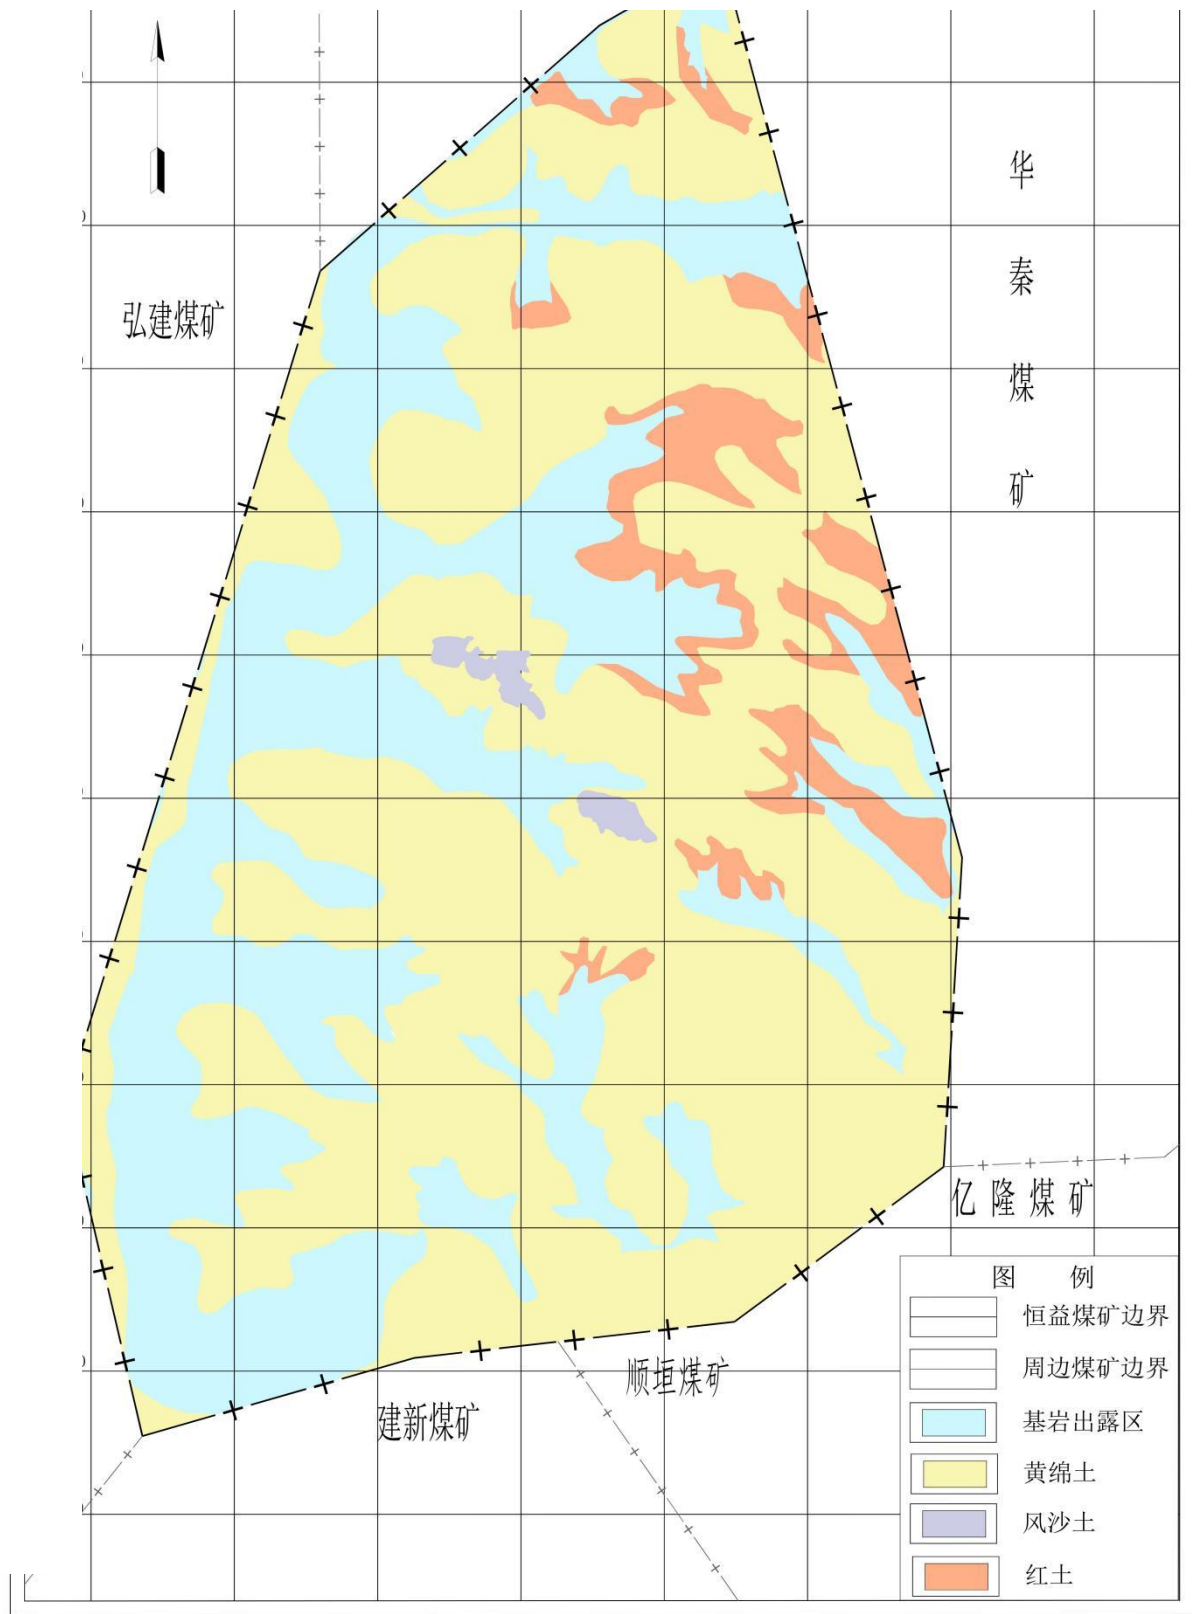 华
秦
煤
矿
弘建煤矿
亿隆煤矿
顺垣煤矿
建新煤矿
图 例
恒益煤矿边界
周边煤矿边界
基岩出露区
黄绵土
风沙土
红土